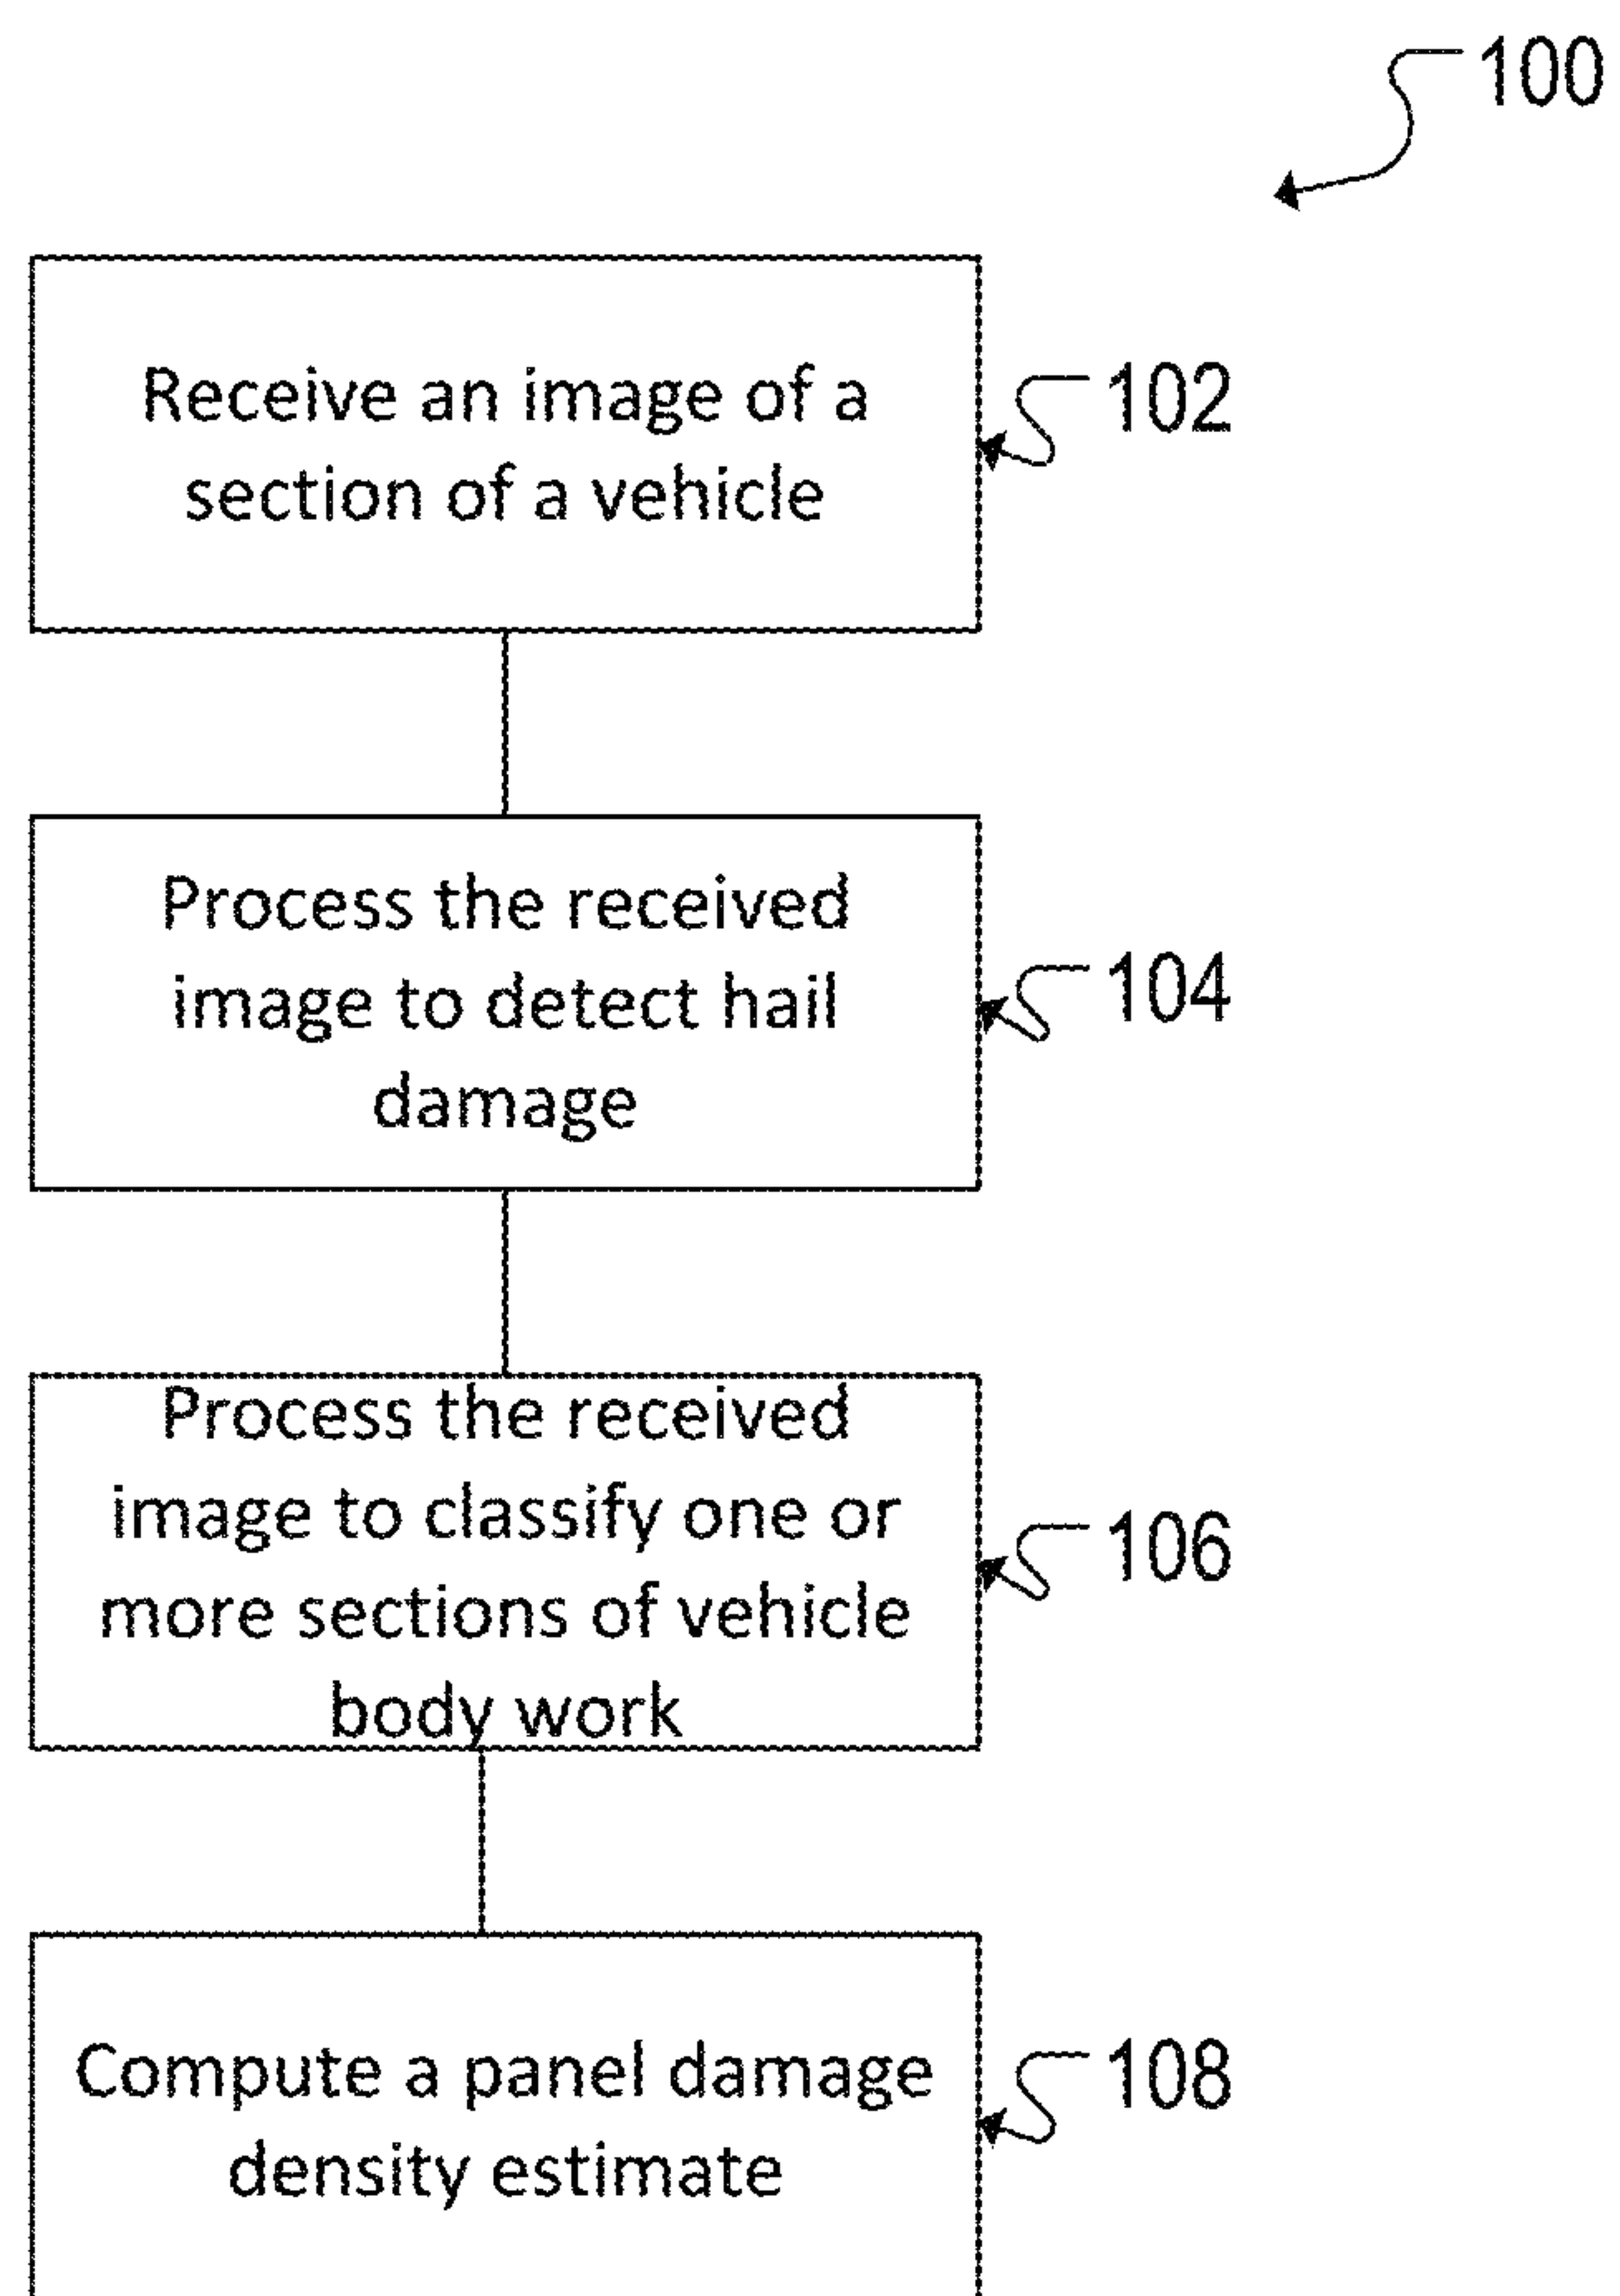 100
Receive an image of a
section of a vehicle
102
Process the received
image to detect hail
damage
104
Process the received
image to classify one or
more sections of vehicle
body work
106
Compute a panel damage
density estimate
108